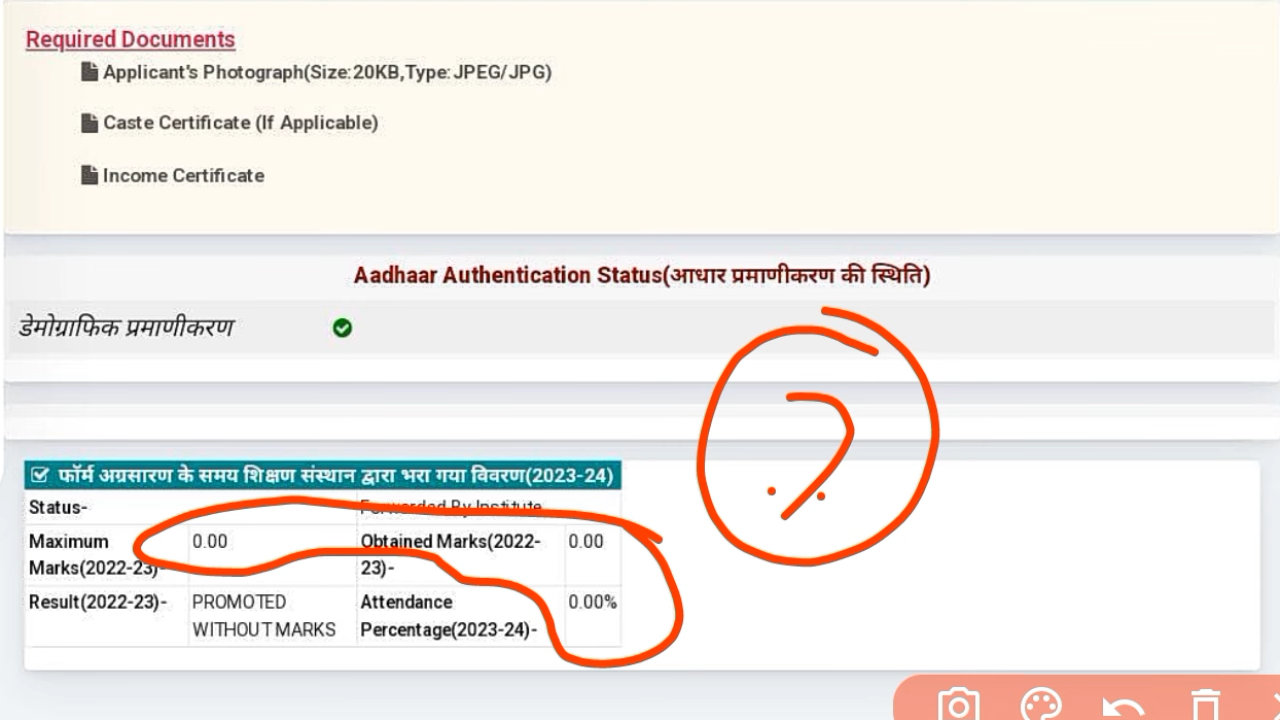 Required Documents
Applicant's Photograph(Size:20KB,Type:JPEG/JPG)
Caste Certificate (If Applicable)
Income Certificate
Aadhaar Authentication Status(आधार प्रमाणीकरण की स्थिति)
डेमोग्राफिक प्रमाणीकरण
फॉर्म अग्रसारण के समय शिक्षण संस्थान द्वारा भरा गया विवरण(2023-24)
Status- Forwarded By Institute
Maximum Marks(2022-23)- 0.00 Obtained Marks(2022-23)- 0.00
Result(2022-23)- PROMOTED WITHOUT MARKS Attendance Percentage(2023-24)- 0.00%
?